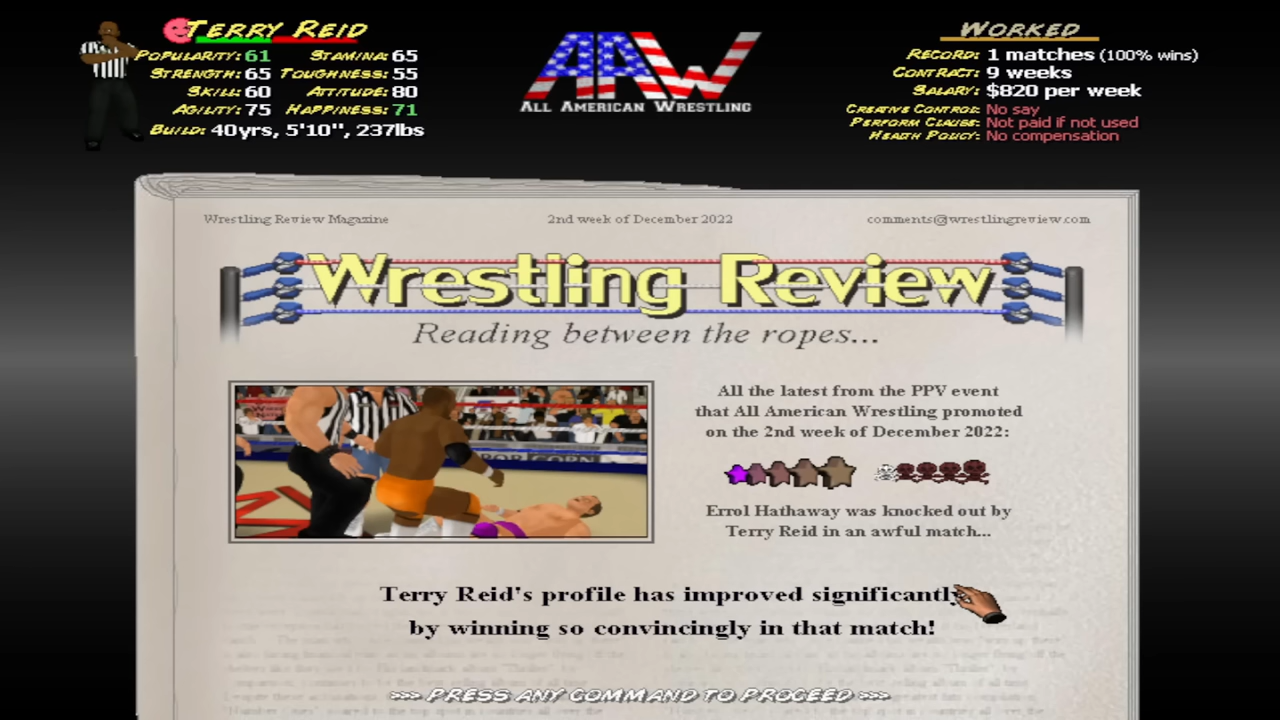 TERRY REID
POPULARITY: 61 STAMINA: 65
STRENGTH: 65 TOUGHNESS: 55
SKILL: 60 ATTITUDE: 80
AGILITY: 75 HAPPINESS: 71
BUILD: 40yrs, 5'10", 237lbs
AAW
ALL AMERICAN WRESTLING
WORKED
RECORD: 1 matches (100% wins)
CONTRACT: 9 weeks
SALARY: $820 per week
CREATIVE CONTROL: No say
PERFORM CLAUSE: Not paid if not used
HEALTH POLICY: No compensation
Wrestling Review Magazine 2nd week of December 2022 comments@wrestlingreview.com
Wrestling Review
Reading between the ropes...
All the latest from the PPV event
that All American Wrestling promoted
on the 2nd week of December 2022:
Errol Hathaway was knocked out by
Terry Reid in an awful match...
Terry Reid's profile has improved significantly
by winning so convincingly in that match!
>>> PRESS ANY COMMAND TO PROCEED >>>